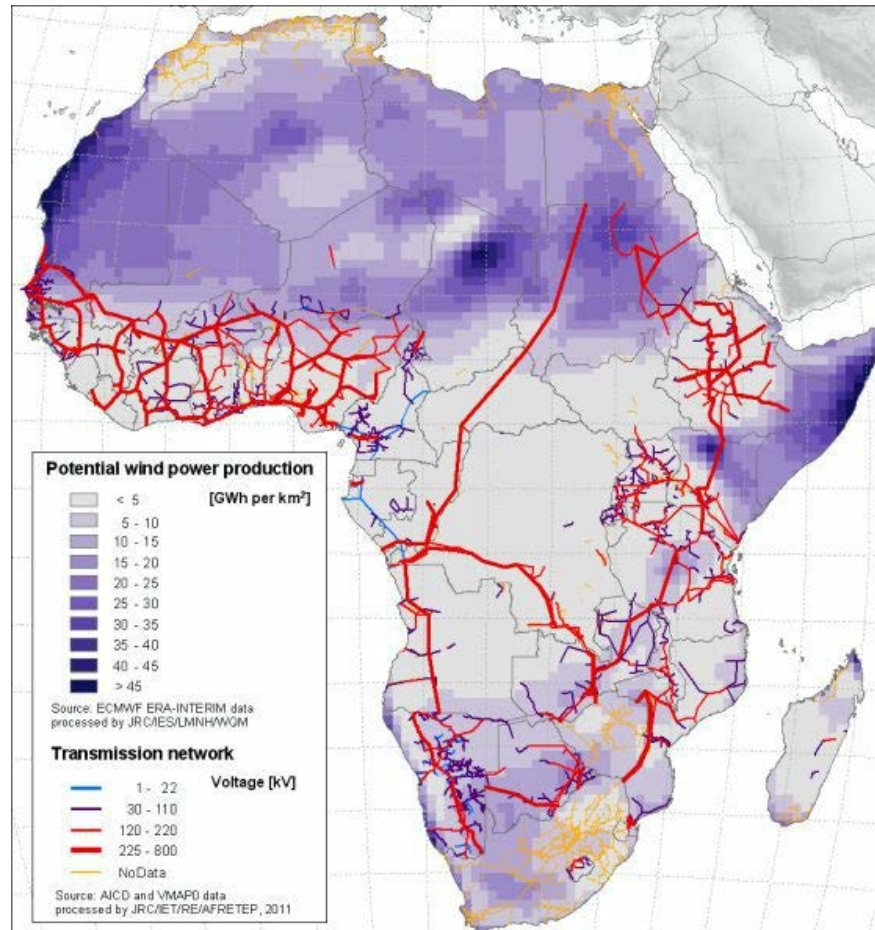 Potential wind power production
[GWh per km²]
< 5
5 - 10
10 - 15
15 - 20
20 - 25
25 - 30
30 - 35
35 - 40
40 - 45
> 45
Source: ECMWF ERA-INTERIM data
processed by JRC/IES/LMNH/WQM
Transmission network
Voltage [kV]
1 - 22
30 - 110
120 - 220
225 - 800
NoData
Source: AICD and VMAP0 data
processed by JRC/IET/RE/AFRETEP, 2011